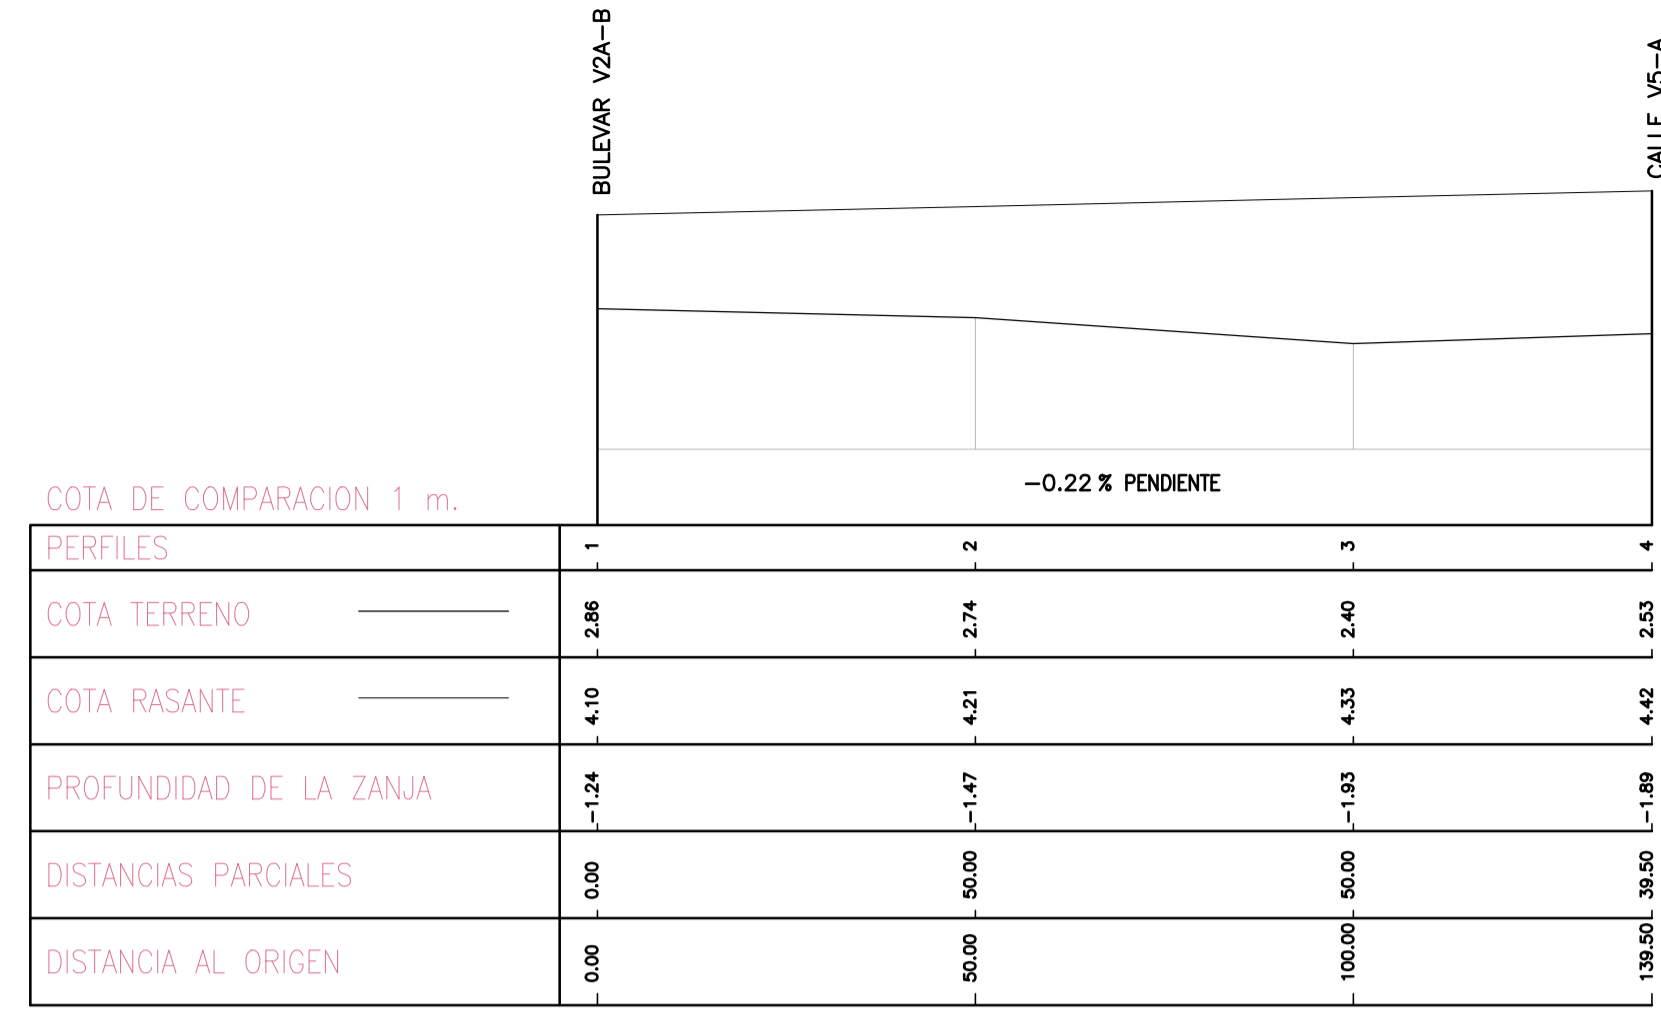 BULEVAR V2A-B
CALLE V5-A
-0.22 % PENDIENTE
COTA DE COMPARACION 1 m.
PERFILES 1 2 3 4
COTA TERRENO 2.86 2.74 2.40 2.53
COTA RASANTE 4.10 4.21 4.33 4.42
PROFUNDIDAD DE LA ZANJA -1.24 -1.47 -1.93 -1.89
DISTANCIAS PARCIALES 0.00 50.00 50.00 39.50
DISTANCIA AL ORIGEN 0.00 50.00 100.00 139.50